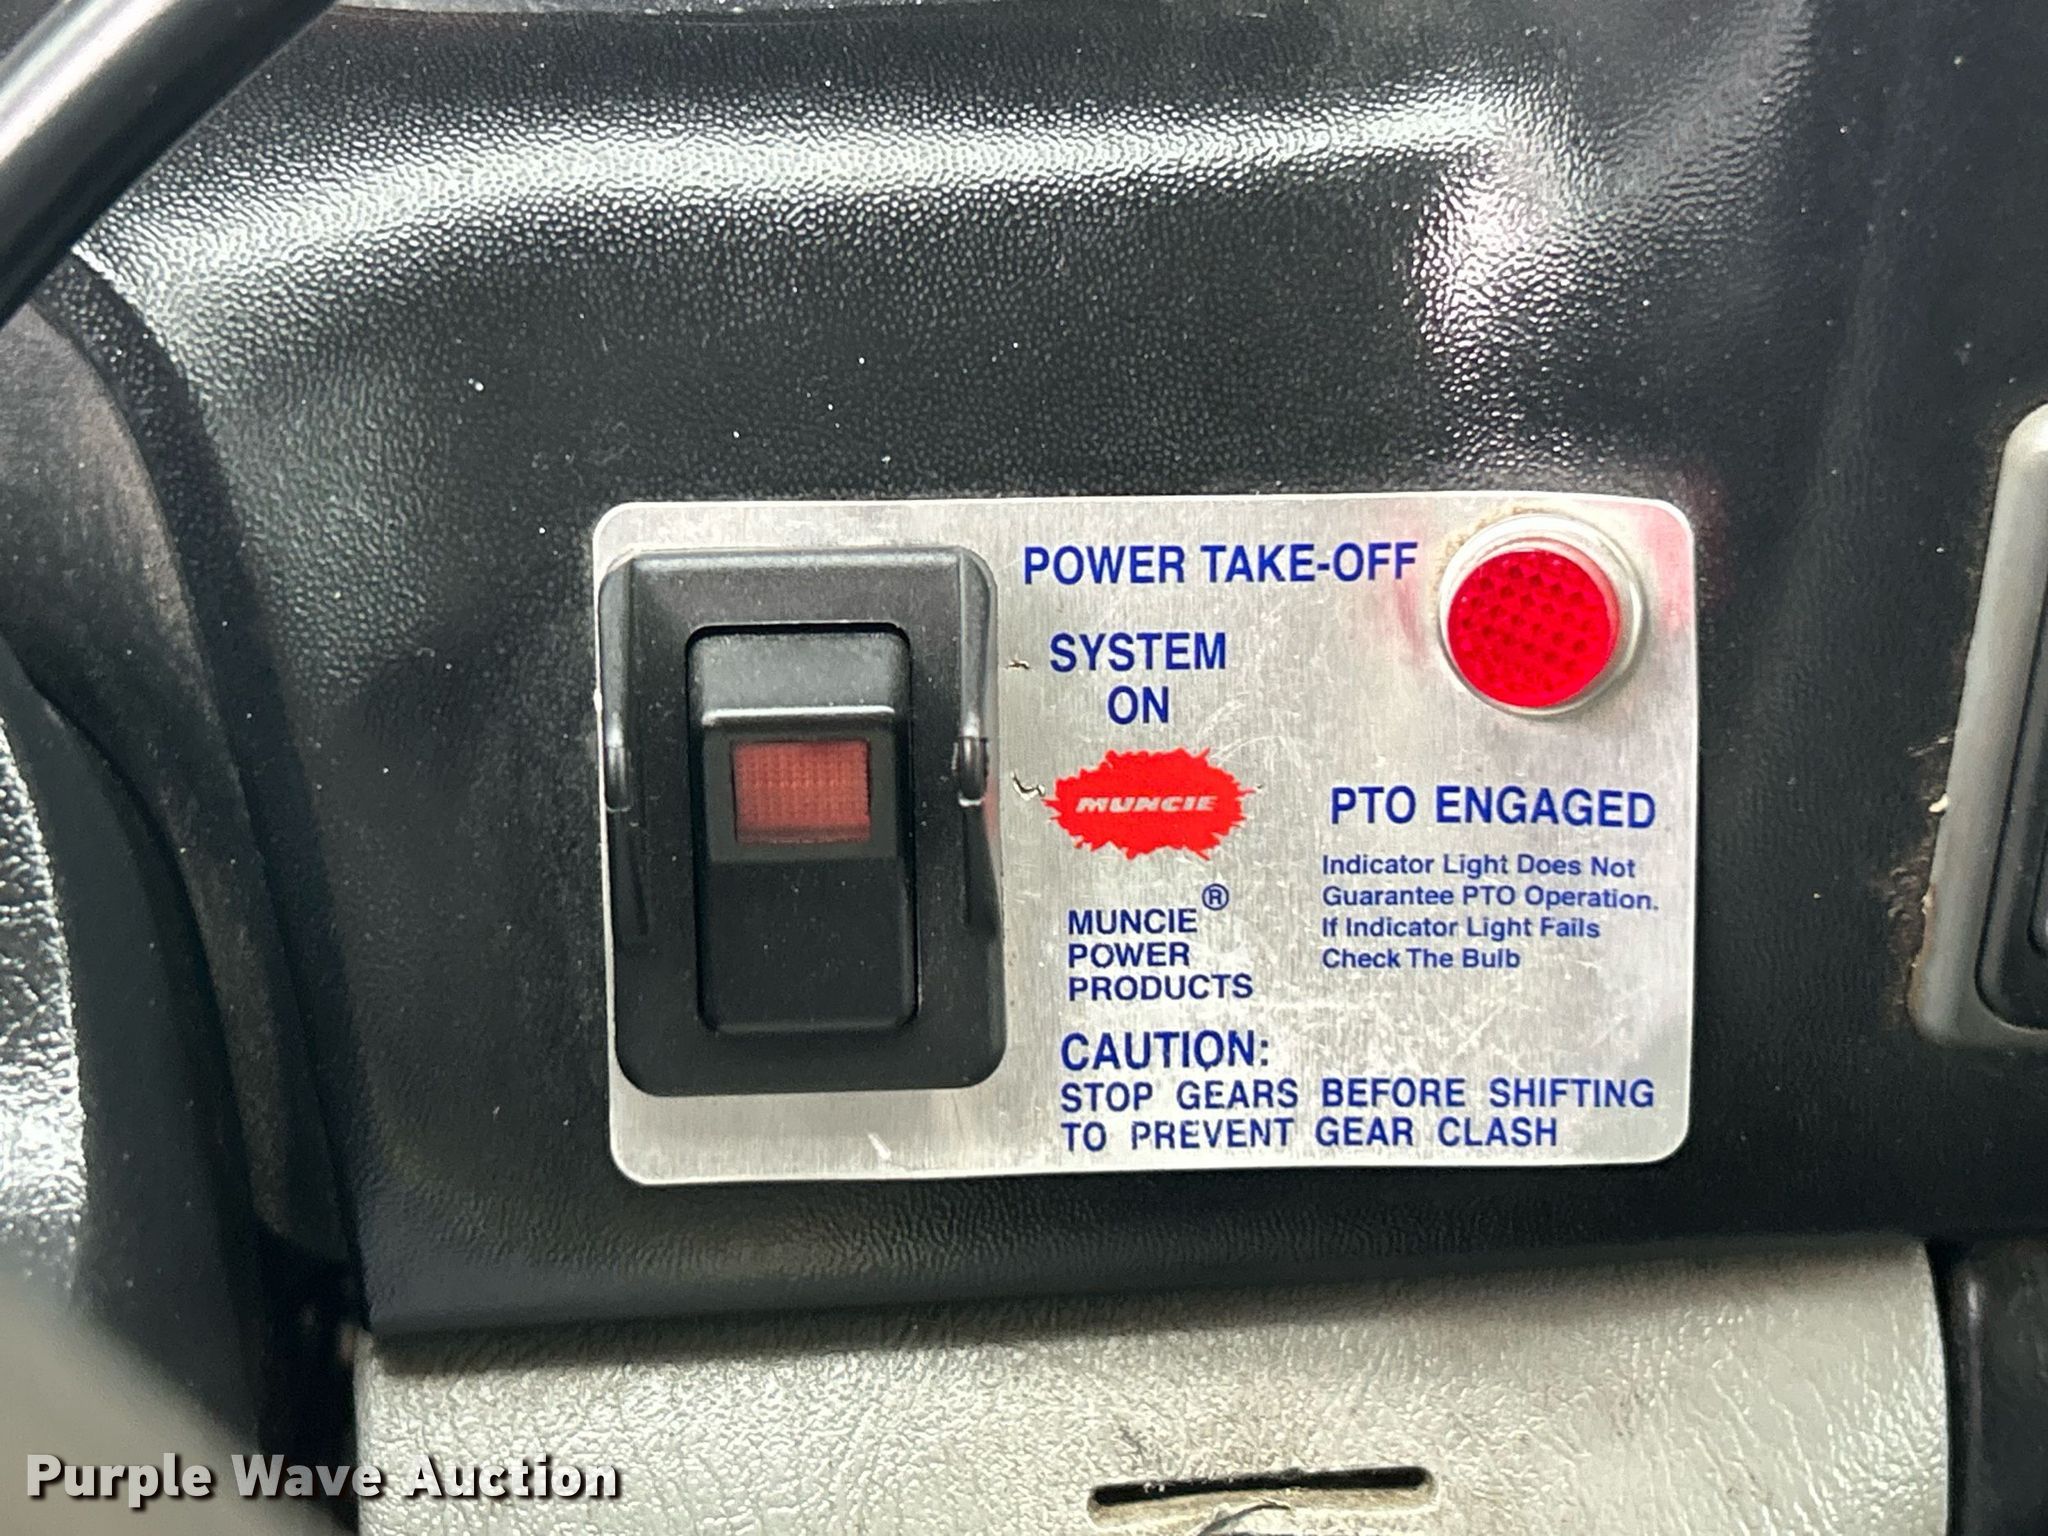 POWER TAKE-OFF
SYSTEM
ON
MUNCIE
MUNCIE®
POWER
PRODUCTS
PTO ENGAGED
Indicator Light Does Not
Guarantee PTO Operation.
If Indicator Light Fails
Check The Bulb
CAUTION:
STOP GEARS BEFORE SHIFTING
TO PREVENT GEAR CLASH
Purple Wave Auction